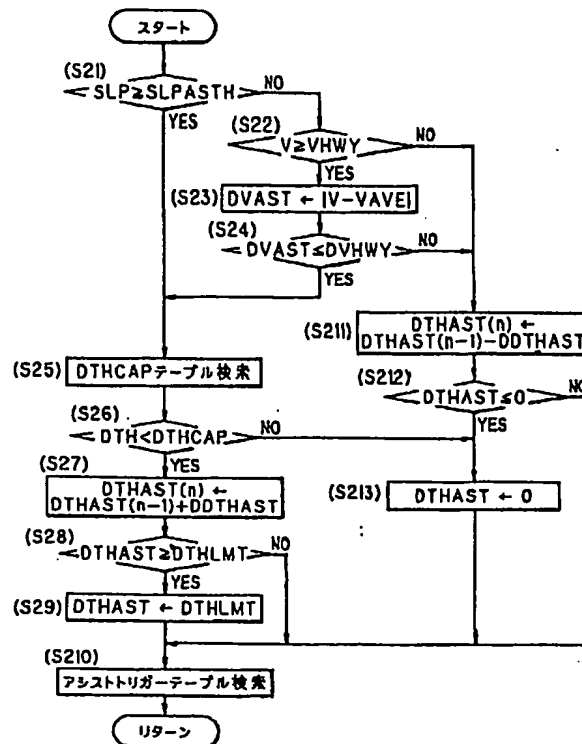 スタート
(S21)
SLP≥SLPASTH
NO
YES
(S22)
V≥VHWY
NO
YES
(S23)
DVAST ← |V-VAVE|
(S24)
DVAST≤DVHWY
NO
YES
(S211)
DTHAST(n) ←
DTHAST(n-1)-DDTHAST
(S25)
DTHCAPテーブル検索
(S212)
DTHAST≤0
NO
YES
(S26)
DTH<DTHCAP
NO
YES
(S27)
DTHAST(n) ←
DTHAST(n-1)+DDTHAST
(S213)
DTHAST ← 0
(S28)
DTHAST≥DTHLMT
NO
YES
(S29)
DTHAST ← DTHLMT
(S210)
アシストトリガーテーブル検索
リターン